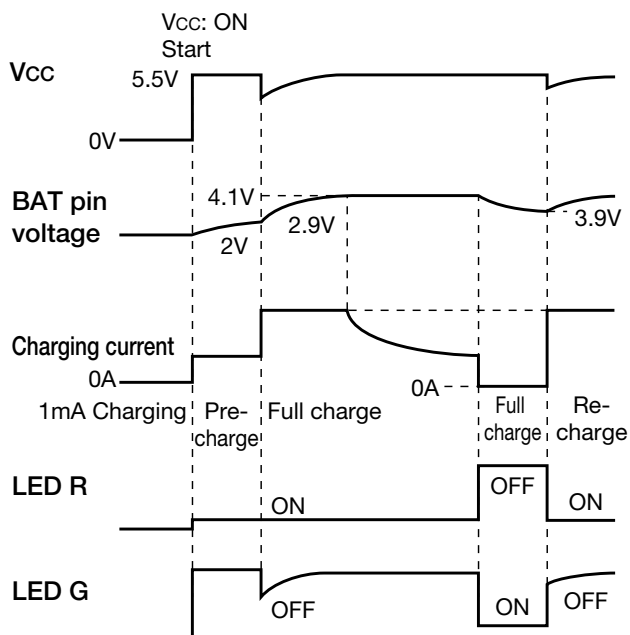 VCC: ON
Start
VCC
5.5V
0V
BAT pin
voltage
4.1V
2.9V
2V
3.9V
Charging current
0A
0A
1mA Charging
Pre-
charge
Full charge
Full
charge
Re-
charge
LED R
ON
OFF
ON
LED G
OFF
ON
OFF